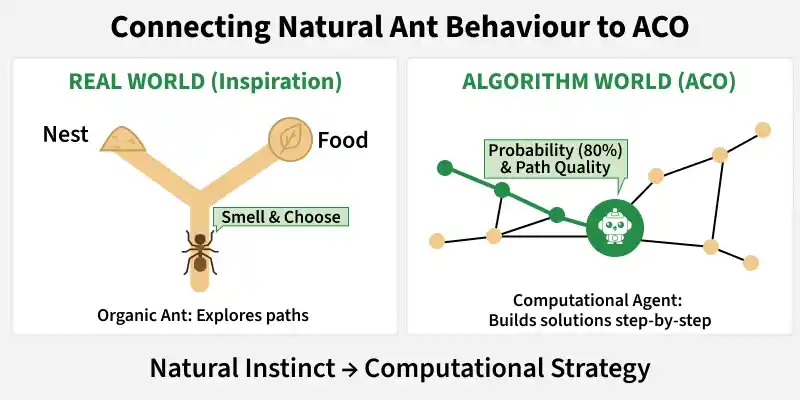 Connecting Natural Ant Behaviour to ACO
REAL WORLD (Inspiration)
Nest
Food
Smell & Choose
Organic Ant: Explores paths
ALGORITHM WORLD (ACO)
Probability (80%)
& Path Quality
Computational Agent:
Builds solutions step-by-step
Natural Instinct → Computational Strategy